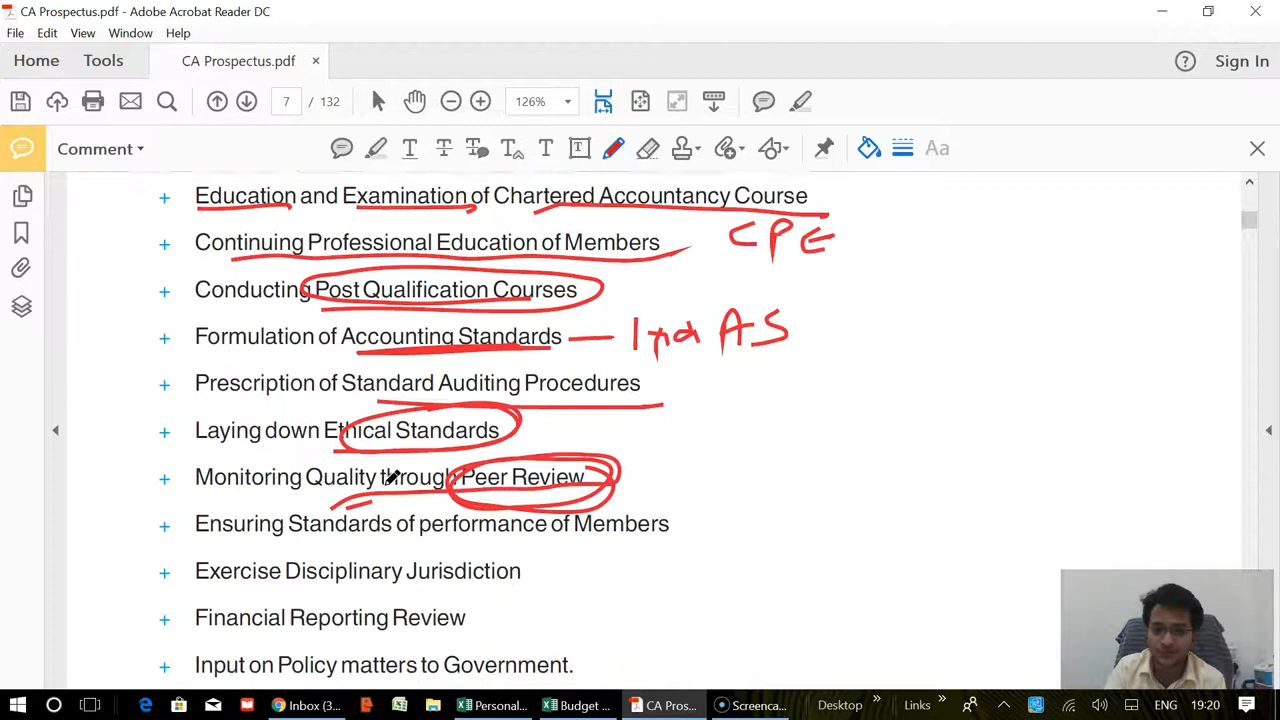 CA Prospectus.pdf - Adobe Acrobat Reader DC
File Edit View Window Help
Home Tools CA Prospectus.pdf × Sign In
7 / 132 126%
Comment Aa
+ Education and Examination of Chartered Accountancy Course
+ Continuing Professional Education of Members CPE
+ Conducting Post Qualification Courses
+ Formulation of Accounting Standards — Ind AS
+ Prescription of Standard Auditing Procedures
+ Laying down Ethical Standards
+ Monitoring Quality through Peer Review
+ Ensuring Standards of performance of Members
+ Exercise Disciplinary Jurisdiction
+ Financial Reporting Review
+ Input on Policy matters to Government.
Inbox (3... Personal... Budget ... CA Pros... Screenca... Desktop » Links » 19:20